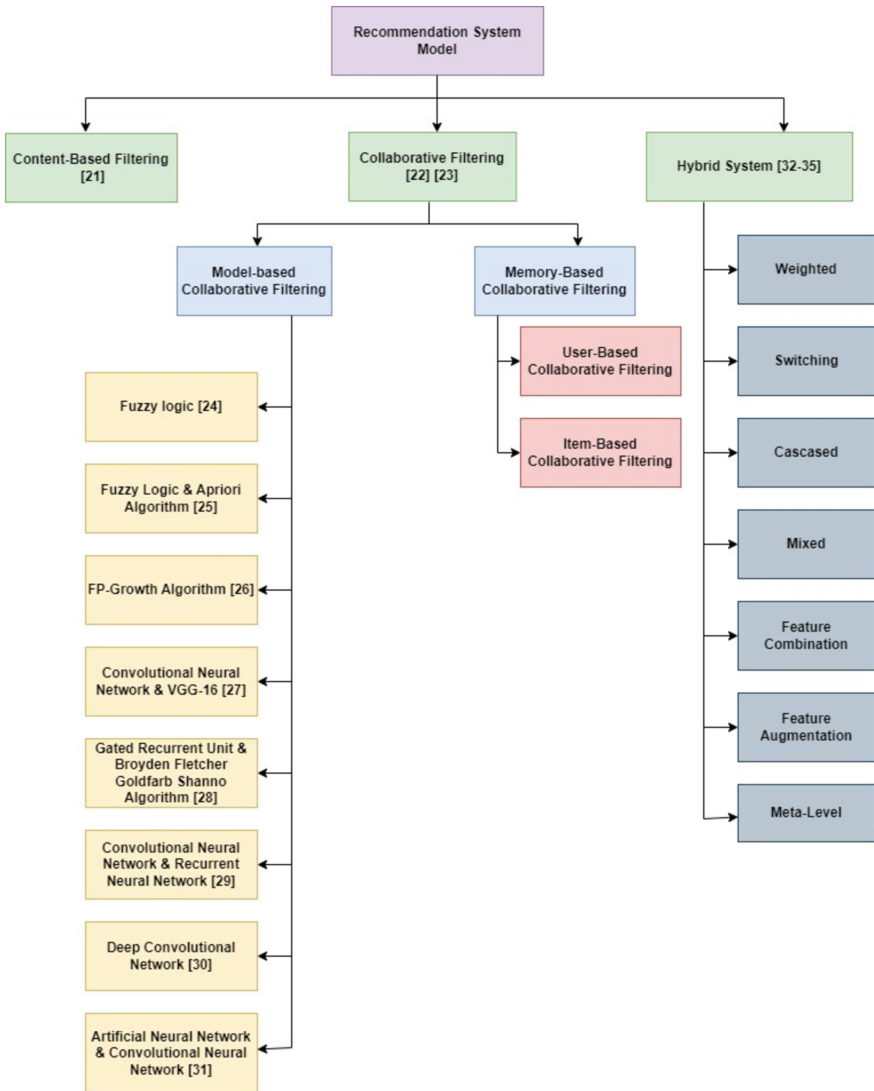 Recommendation System
Model
Content-Based Filtering
[21]
Collaborative Filtering
[22] [23]
Hybrid System [32-35]
Model-based
Collaborative Filtering
Memory-Based
Collaborative Filtering
User-Based
Collaborative Filtering
Item-Based
Collaborative Filtering
Fuzzy logic [24]
Fuzzy Logic & Apriori
Algorithm [25]
FP-Growth Algorithm [26]
Convolutional Neural
Network & VGG-16 [27]
Gated Recurrent Unit &
Broyden Fletcher
Goldfarb Shanno
Algorithm [28]
Convolutional Neural
Network & Recurrent
Neural Network [29]
Deep Convolutional
Network [30]
Artificial Neural Network
& Convolutional Neural
Network [31]
Weighted
Switching
Cascased
Mixed
Feature
Combination
Feature
Augmentation
Meta-Level